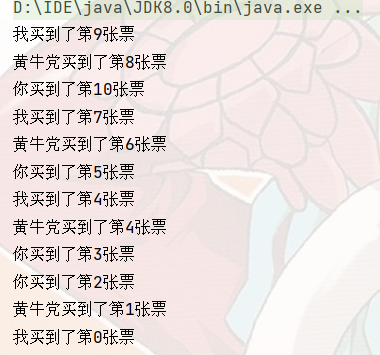 D:\IDE\java\JDK8.0\bin\java.exe ...
我买到了第9张票
黄牛党买到了第8张票
你买到了第10张票
我买到了第7张票
黄牛党买到了第6张票
你买到了第5张票
我买到了第4张票
黄牛党买到了第4张票
你买到了第3张票
你买到了第2张票
黄牛党买到了第1张票
我买到了第0张票